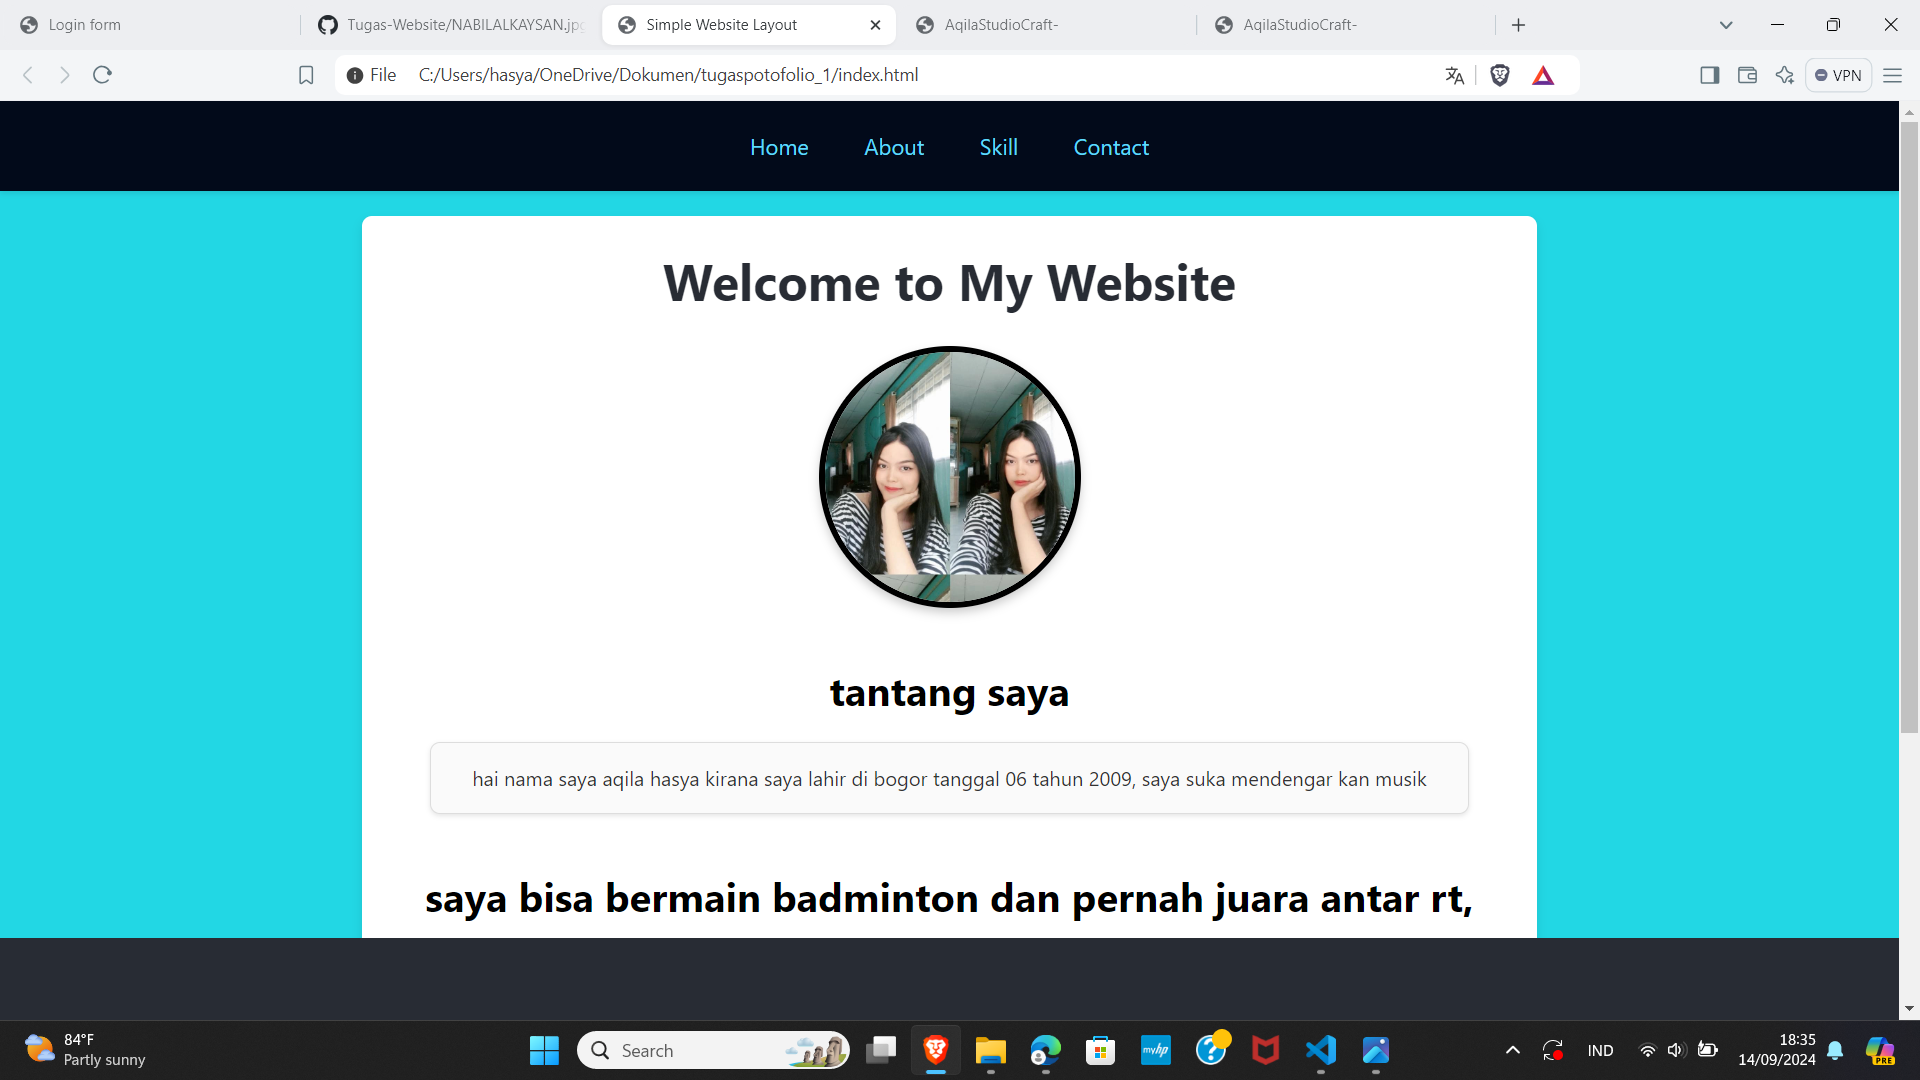 Login form
Tugas-Website/NABILALKAYSAN.jpg
Simple Website Layout
AqilaStudioCraft-
AqilaStudioCraft-
File C:/Users/hasya/OneDrive/Dokumen/tugaspotofolio_1/index.html
VPN
Home About Skill Contact
Welcome to My Website
tantang saya
hai nama saya aqila hasya kirana saya lahir di bogor tanggal 06 tahun 2009, saya suka mendengar kan musik
saya bisa bermain badminton dan pernah juara antar rt,
84°F
Partly sunny
Search
myhp
IND
18:35
14/09/2024
PRE